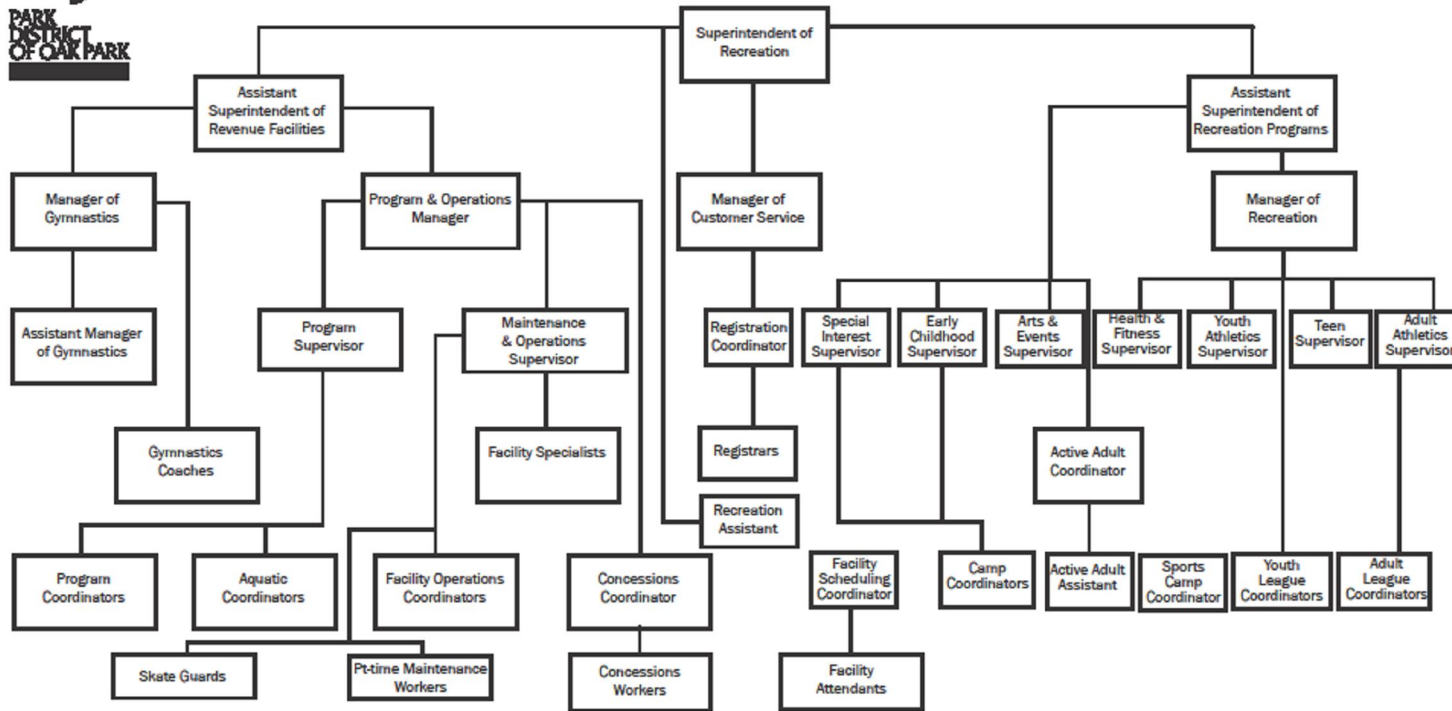 PARK
DISTRICT
OF OAK PARK
Superintendent of
Recreation
Assistant
Superintendent of
Revenue Facilities
Assistant
Superintendent of
Recreation Programs
Manager of
Gymnastics
Program & Operations
Manager
Manager of
Customer Service
Manager of
Recreation
Assistant Manager
of Gymnastics
Program
Supervisor
Maintenance
& Operations
Supervisor
Registration
Coordinator
Special
Interest
Supervisor
Early
Childhood
Supervisor
Arts &
Events
Supervisor
Health &
Fitness
Supervisor
Youth
Athletics
Supervisor
Teen
Supervisor
Adult
Athletics
Supervisor
Gymnastics
Coaches
Facility Specialists
Registrars
Active Adult
Coordinator
Recreation
Assistant
Program
Coordinators
Aquatic
Coordinators
Facility Operations
Coordinators
Concessions
Coordinator
Facility
Scheduling
Coordinator
Camp
Coordinators
Active Adult
Assistant
Sports
Camp
Coordinator
Youth
League
Coordinators
Adult
League
Coordinators
Skate Guards
Pt-time Maintenance
Workers
Concessions
Workers
Facility
Attendants